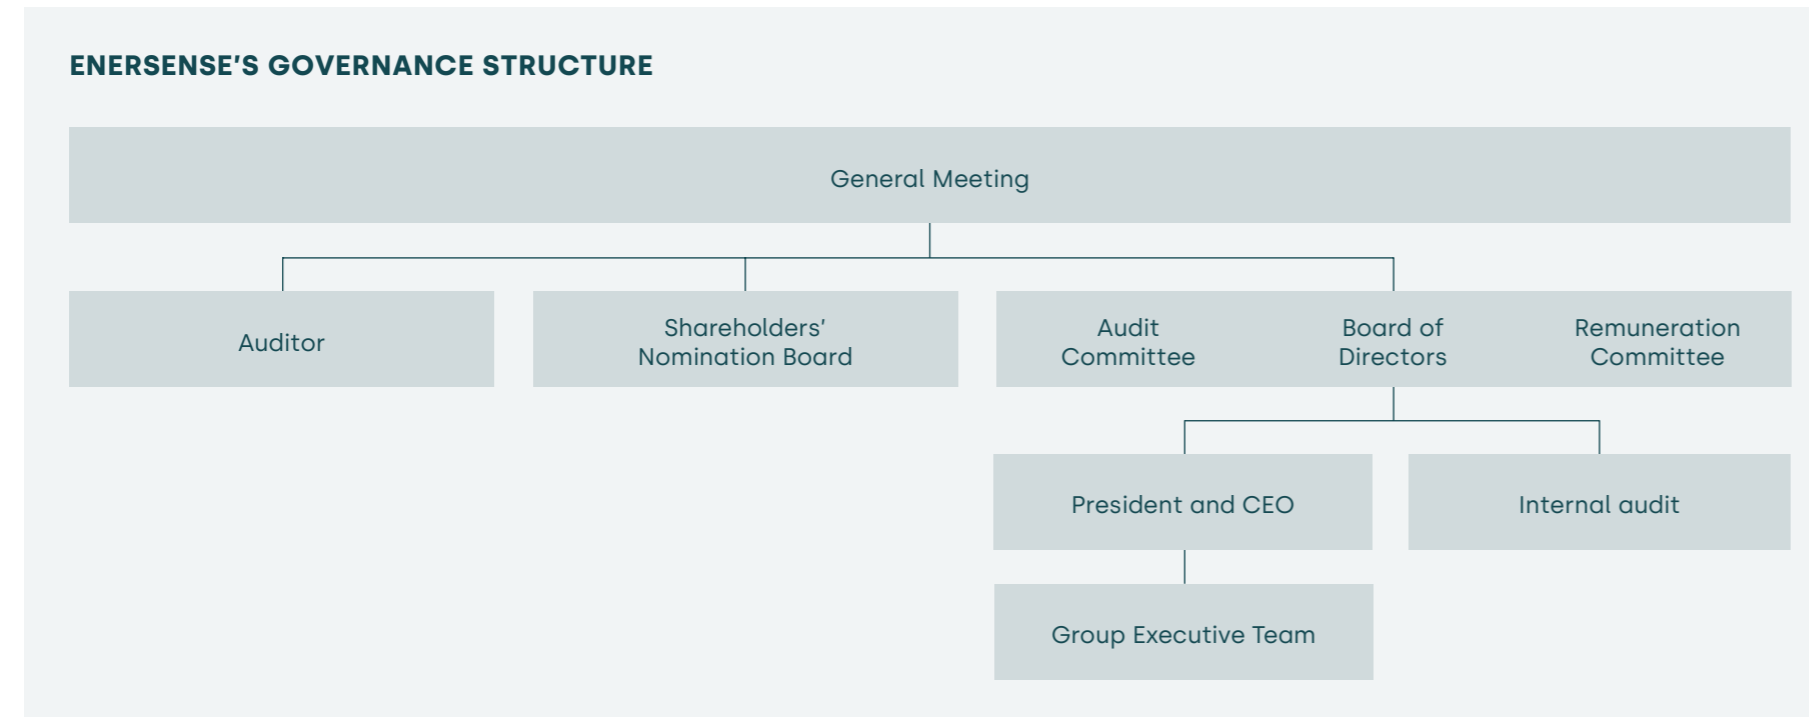 ENERSENSE’S GOVERNANCE STRUCTURE
General Meeting
Auditor
Shareholders’
Nomination Board
Audit
Committee
Board of
Directors
Remuneration
Committee
President and CEO
Internal audit
Group Executive Team